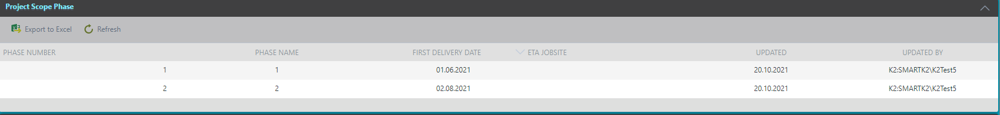 Project Scope Phase
Export to Excel Refresh
PHASE NUMBER PHASE NAME FIRST DELIVERY DATE ETA JOBSITE UPDATED UPDATED BY
1 1 01.06.2021 20.10.2021 K2:SMARTK2\K2Test5
2 2 02.08.2021 20.10.2021 K2:SMARTK2\K2Test5